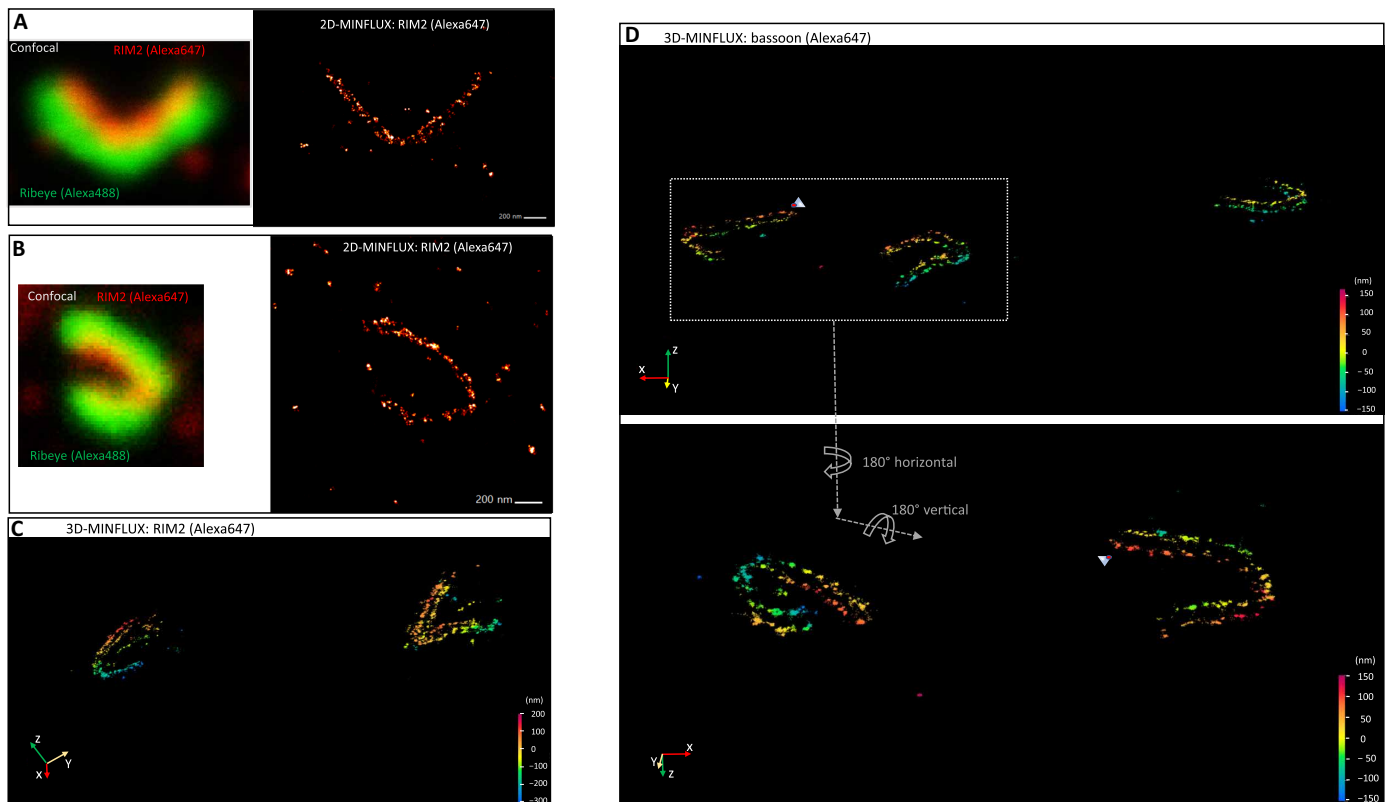 A
Confocal
RIM2 (Alexa647)
Ribeye (Alexa488)
2D-MINFLUX: RIM2 (Alexa647)
200 nm
B
Confocal
RIM2 (Alexa647)
Ribeye (Alexa488)
2D-MINFLUX: RIM2 (Alexa647)
200 nm
C
3D-MINFLUX: RIM2 (Alexa647)
Z
Y
X
(nm)
200
100
0
−100
−200
−300
D
3D-MINFLUX: bassoon (Alexa647)
Z
X
Y
(nm)
150
100
50
0
−50
−100
−150
180° horizontal
180° vertical
X
Y
Z
(nm)
150
100
50
0
−50
−100
−150